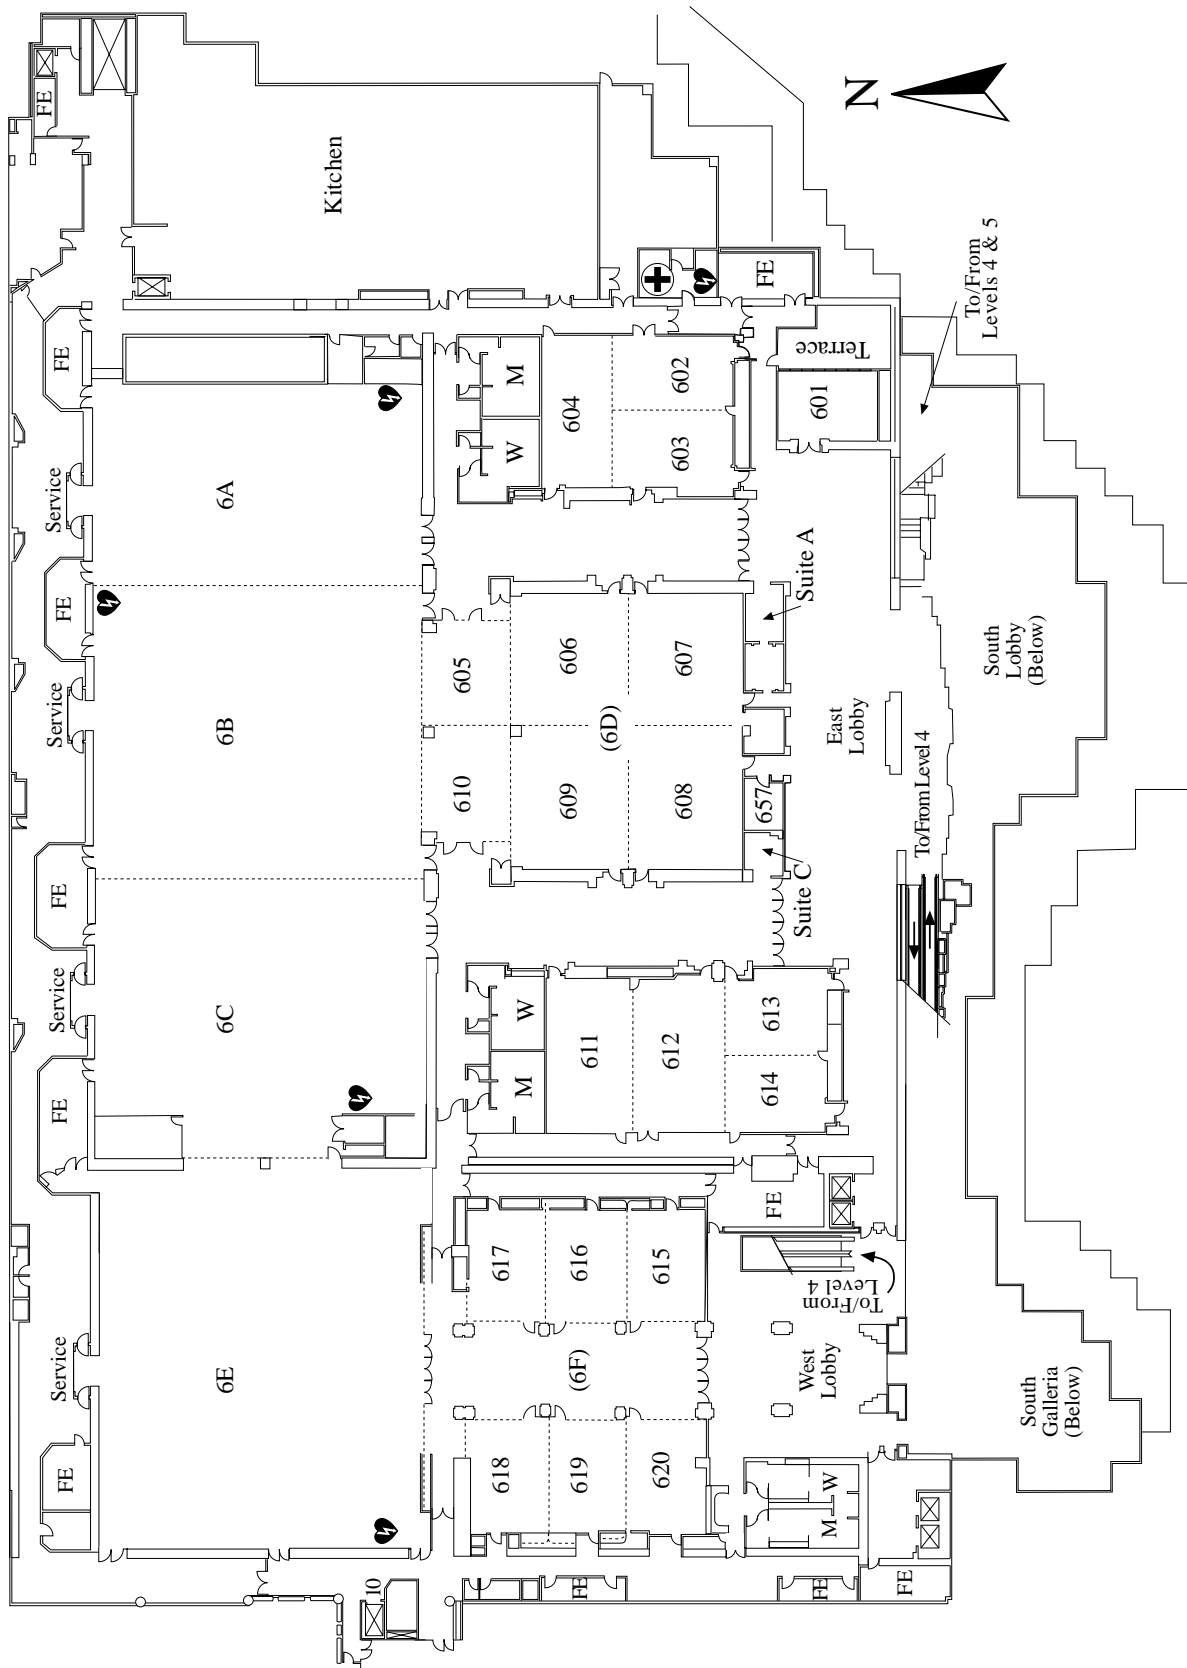 FE
Service
FE
Service
FE
Service
FE
Service
FE
FE
6E
6C
6B
6A
Kitchen
10
618
617
M
W
610
605
W
M
FE
619
(6F)
616
611
609
606
604
(6D)
620
615
612
608
607
603
602
FE
614
613
657
FE
Suite C
Suite A
601
Terrace
N
FE
M
W
West
Lobby
To/From
Level 4
East
Lobby
FE
To/From Level 4
To/From
Levels 4 & 5
South
Galleria
(Below)
South
Lobby
(Below)